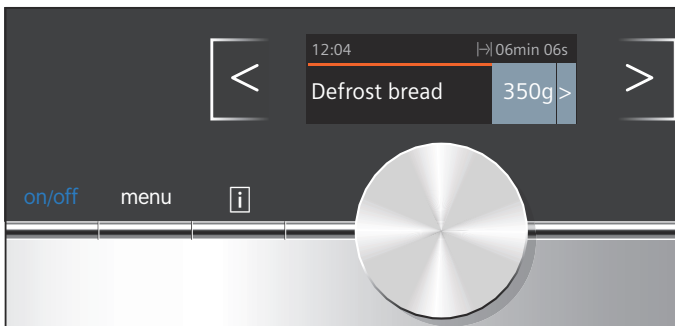 12:04 |→| 06min 06s
Defrost bread 350g >
< >
on/off menu i